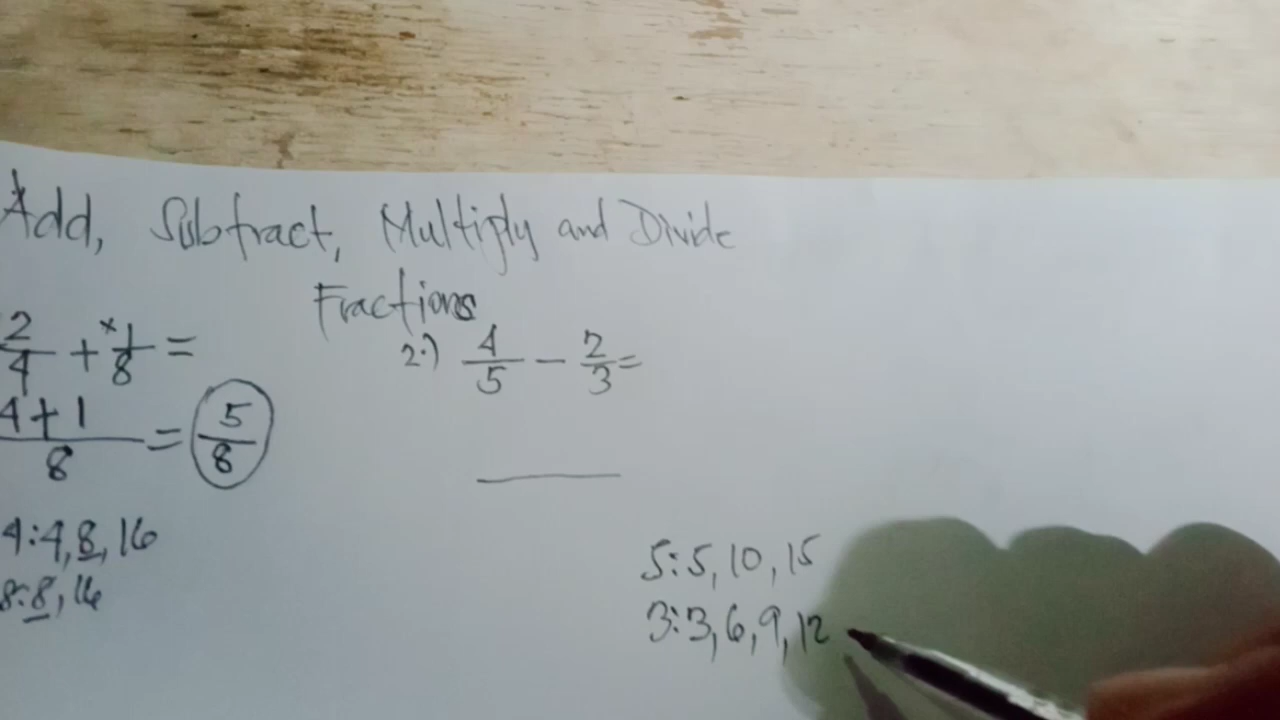 Add, Subtract, Multiply and Divide
Fractions
2/4 + 1/8 =
4+1/8 = 5/8
4:4,8,16
8:8,16
2.) 4/5 - 2/3 =
5:5,10,15
3:3,6,9,12